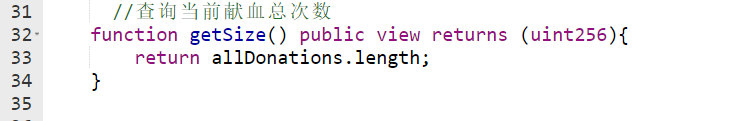 31 //查询当前献血总次数
32 function getSize() public view returns (uint256){
33 return allDonations.length;
34 }
35